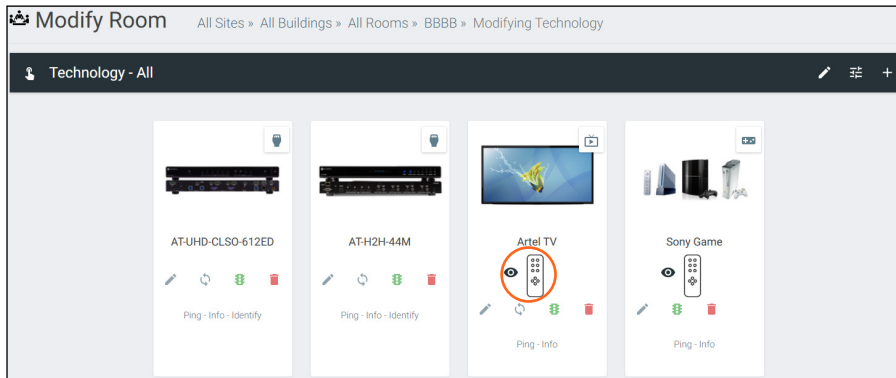 Modify Room
All Sites » All Buildings » All Rooms » BBBB » Modifying Technology
Technology - All
AT-UHD-CLSO-612ED
AT-H2H-44M
Artel TV
Sony Game
Ping - Info - Identify
Ping - Info - Identify
Ping - Info
Ping - Info